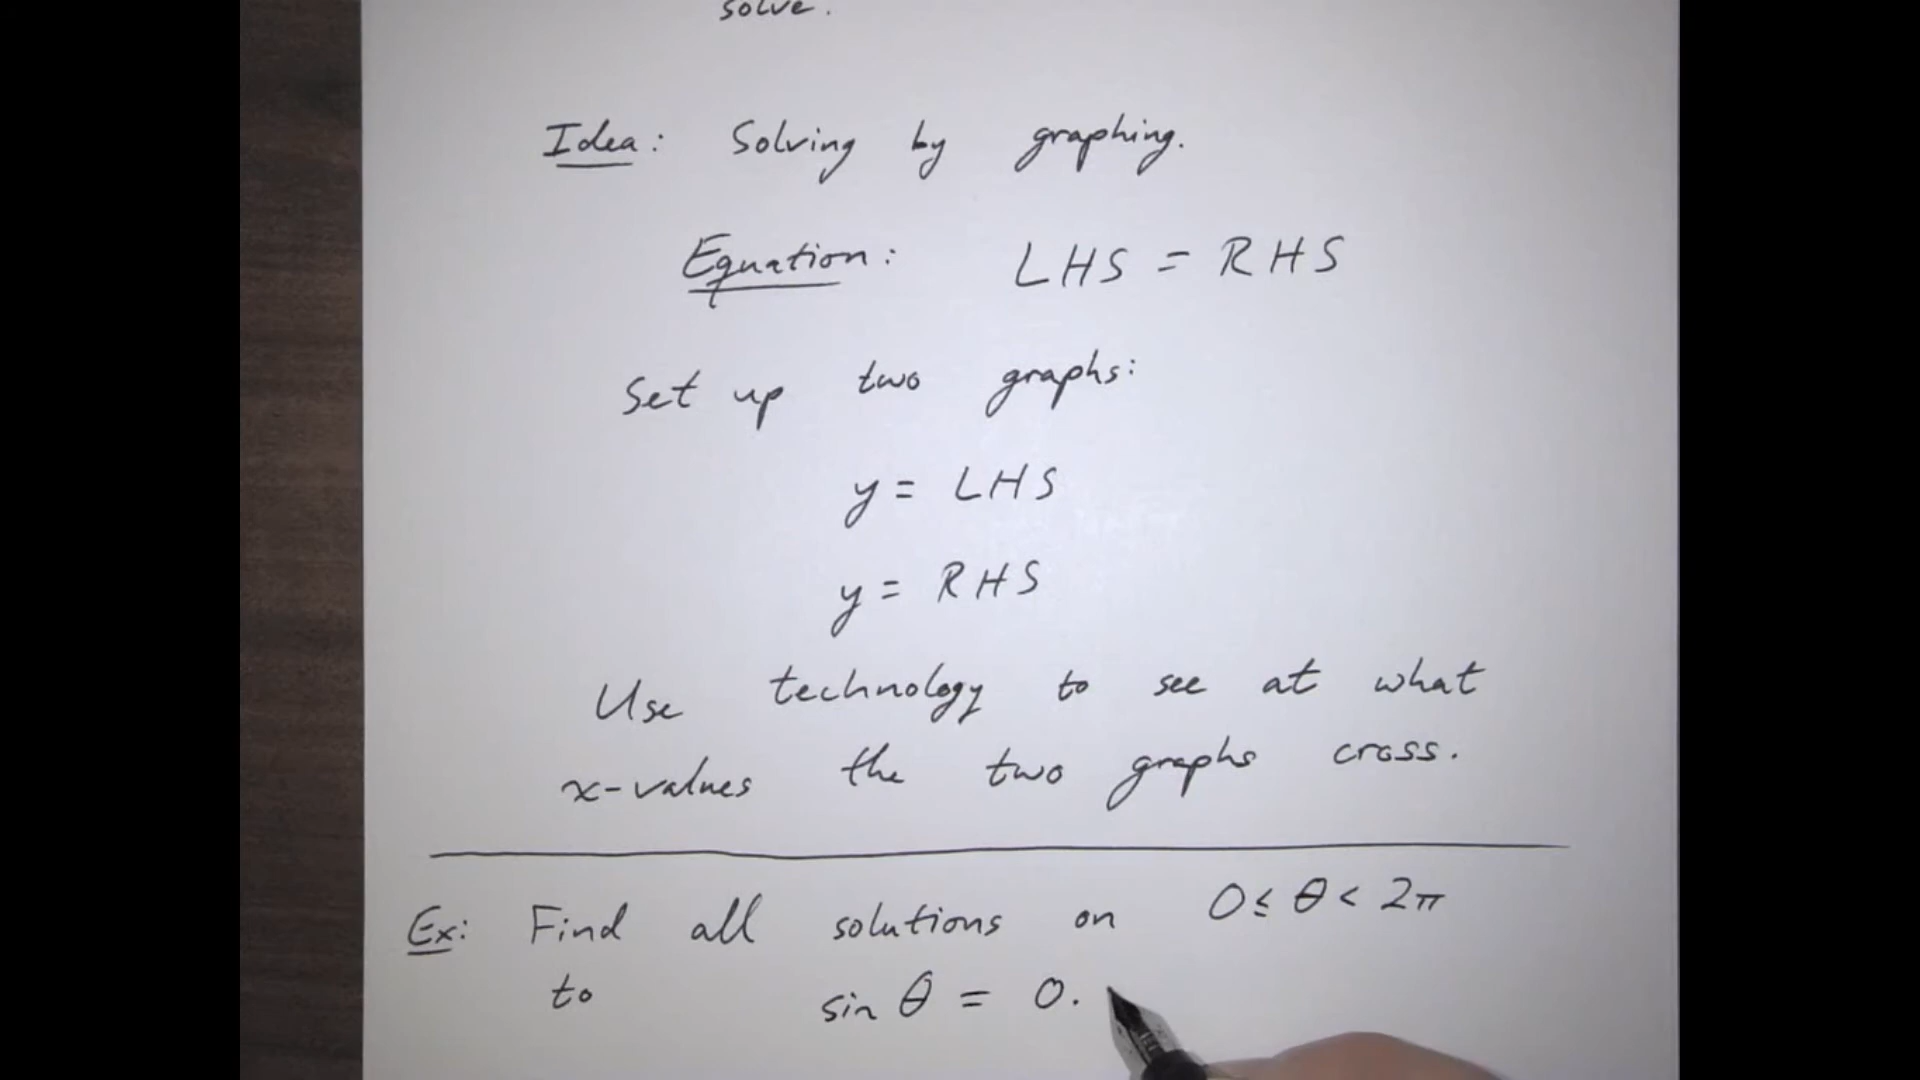 solve.
Idea: Solving by graphing.
Equation: LHS = RHS
Set up two graphs:
y = LHS
y = RHS
Use technology to see at what
x-values the two graphs cross.
Ex: Find all solutions on 0 ≤ θ < 2π
to sin θ = 0.